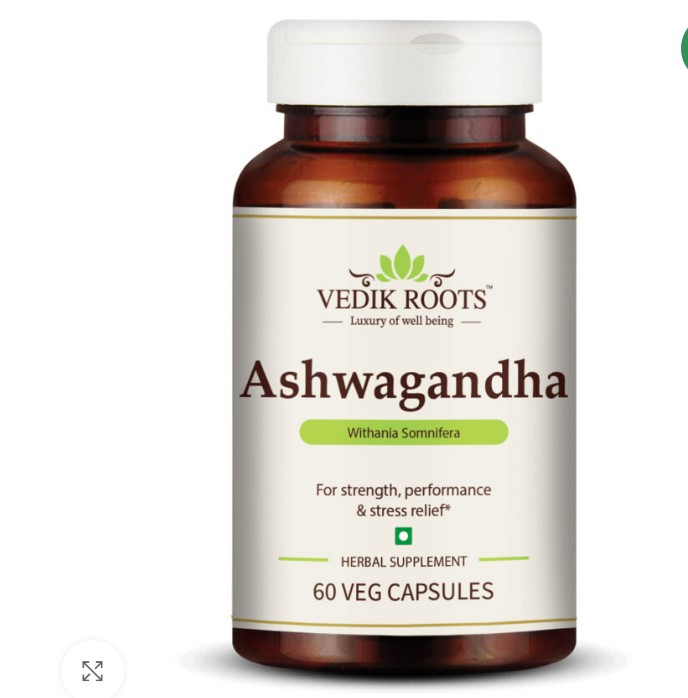 VEDIK ROOTS™
Luxury of well being
Ashwagandha
Withania Somnifera
For strength, performance
& stress relief*
HERBAL SUPPLEMENT
60 VEG CAPSULES